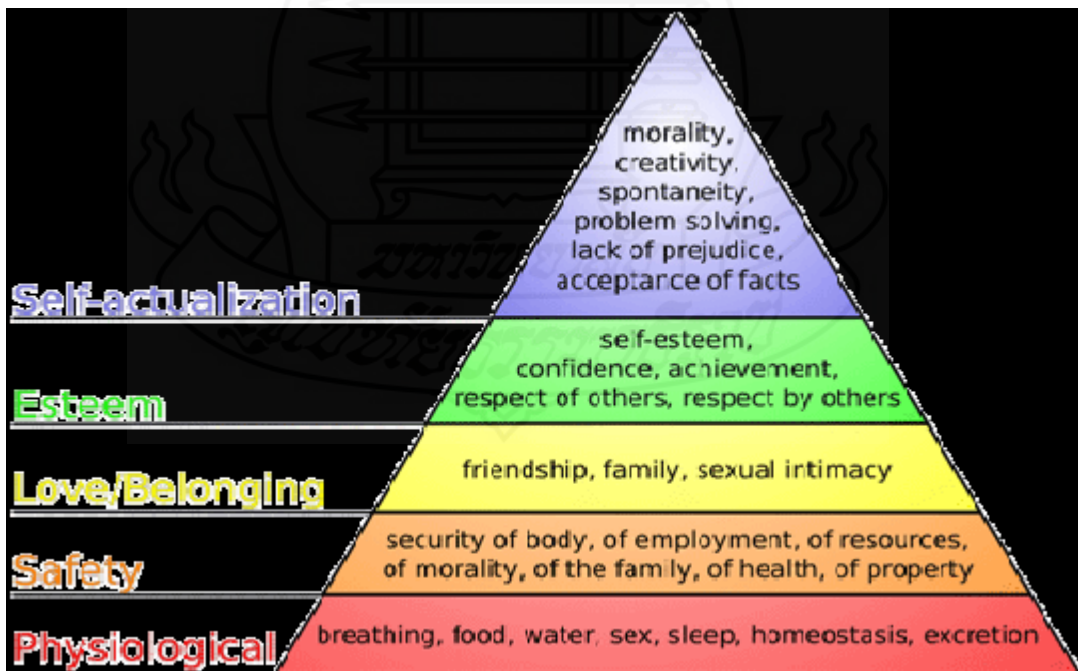 morality,
creativity,
spontaneity,
problem solving,
lack of prejudice,
acceptance of facts
Self-actualization
self-esteem,
confidence, achievement,
respect of others, respect by others
Esteem
friendship, family, sexual intimacy
Love/Belonging
security of body, of employment, of resources,
of morality, of the family, of health, of property
Safety
breathing, food, water, sex, sleep, homeostasis, excretion
Physiological